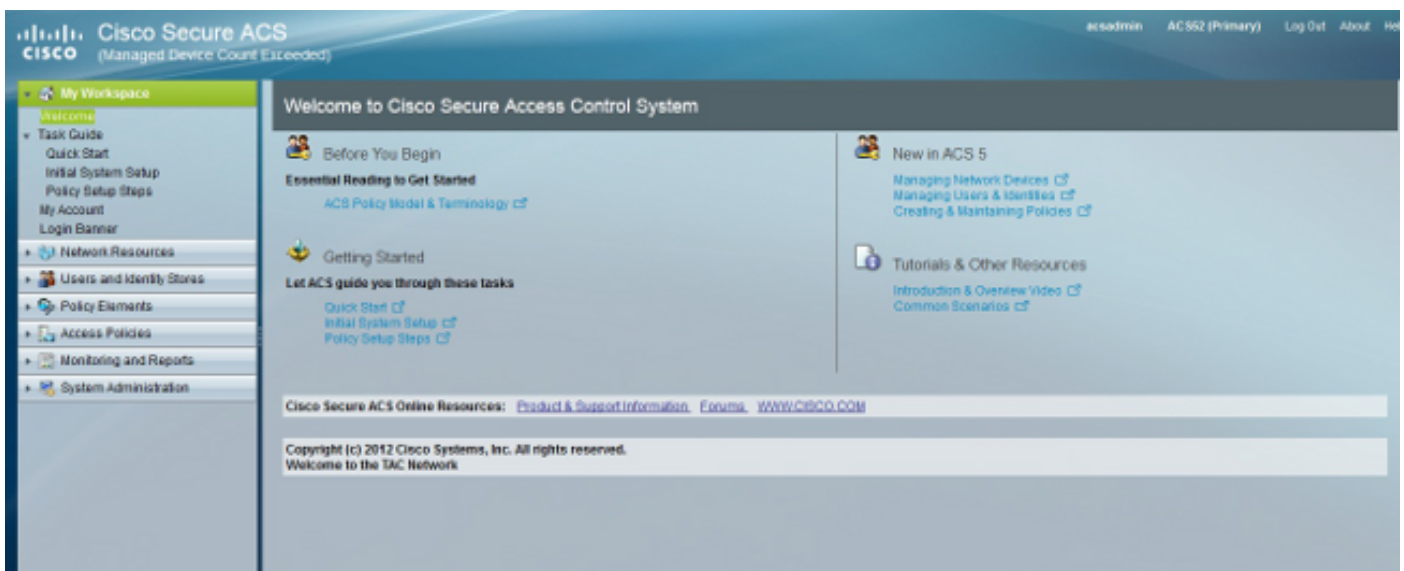 CISCO
Cisco Secure ACS
(Managed Device Count Exceeded)
acsadmin ACS52 (Primary) Log Out About Hel
My Workspace
Welcome
Task Guide
Quick Start
Initial System Setup
Policy Setup Steps
My Account
Login Banner
Network Resources
Users and Identity Stores
Policy Elements
Access Policies
Monitoring and Reports
System Administration
Welcome to Cisco Secure Access Control System
Before You Begin
Essential Reading to Get Started
ACS Policy Model & Terminology
Getting Started
Let ACS guide you through these tasks
Quick Start
Initial System Setup
Policy Setup Steps
New in ACS 5
Managing Network Devices
Managing Users & Identities
Creating & Maintaining Policies
Tutorials & Other Resources
Introduction & Overview Video
Common Scenarios
Cisco Secure ACS Online Resources: Product & Support Information, Forums, WWW.CISCO.COM
Copyright (c) 2012 Cisco Systems, Inc. All rights reserved.
Welcome to the TAC Network